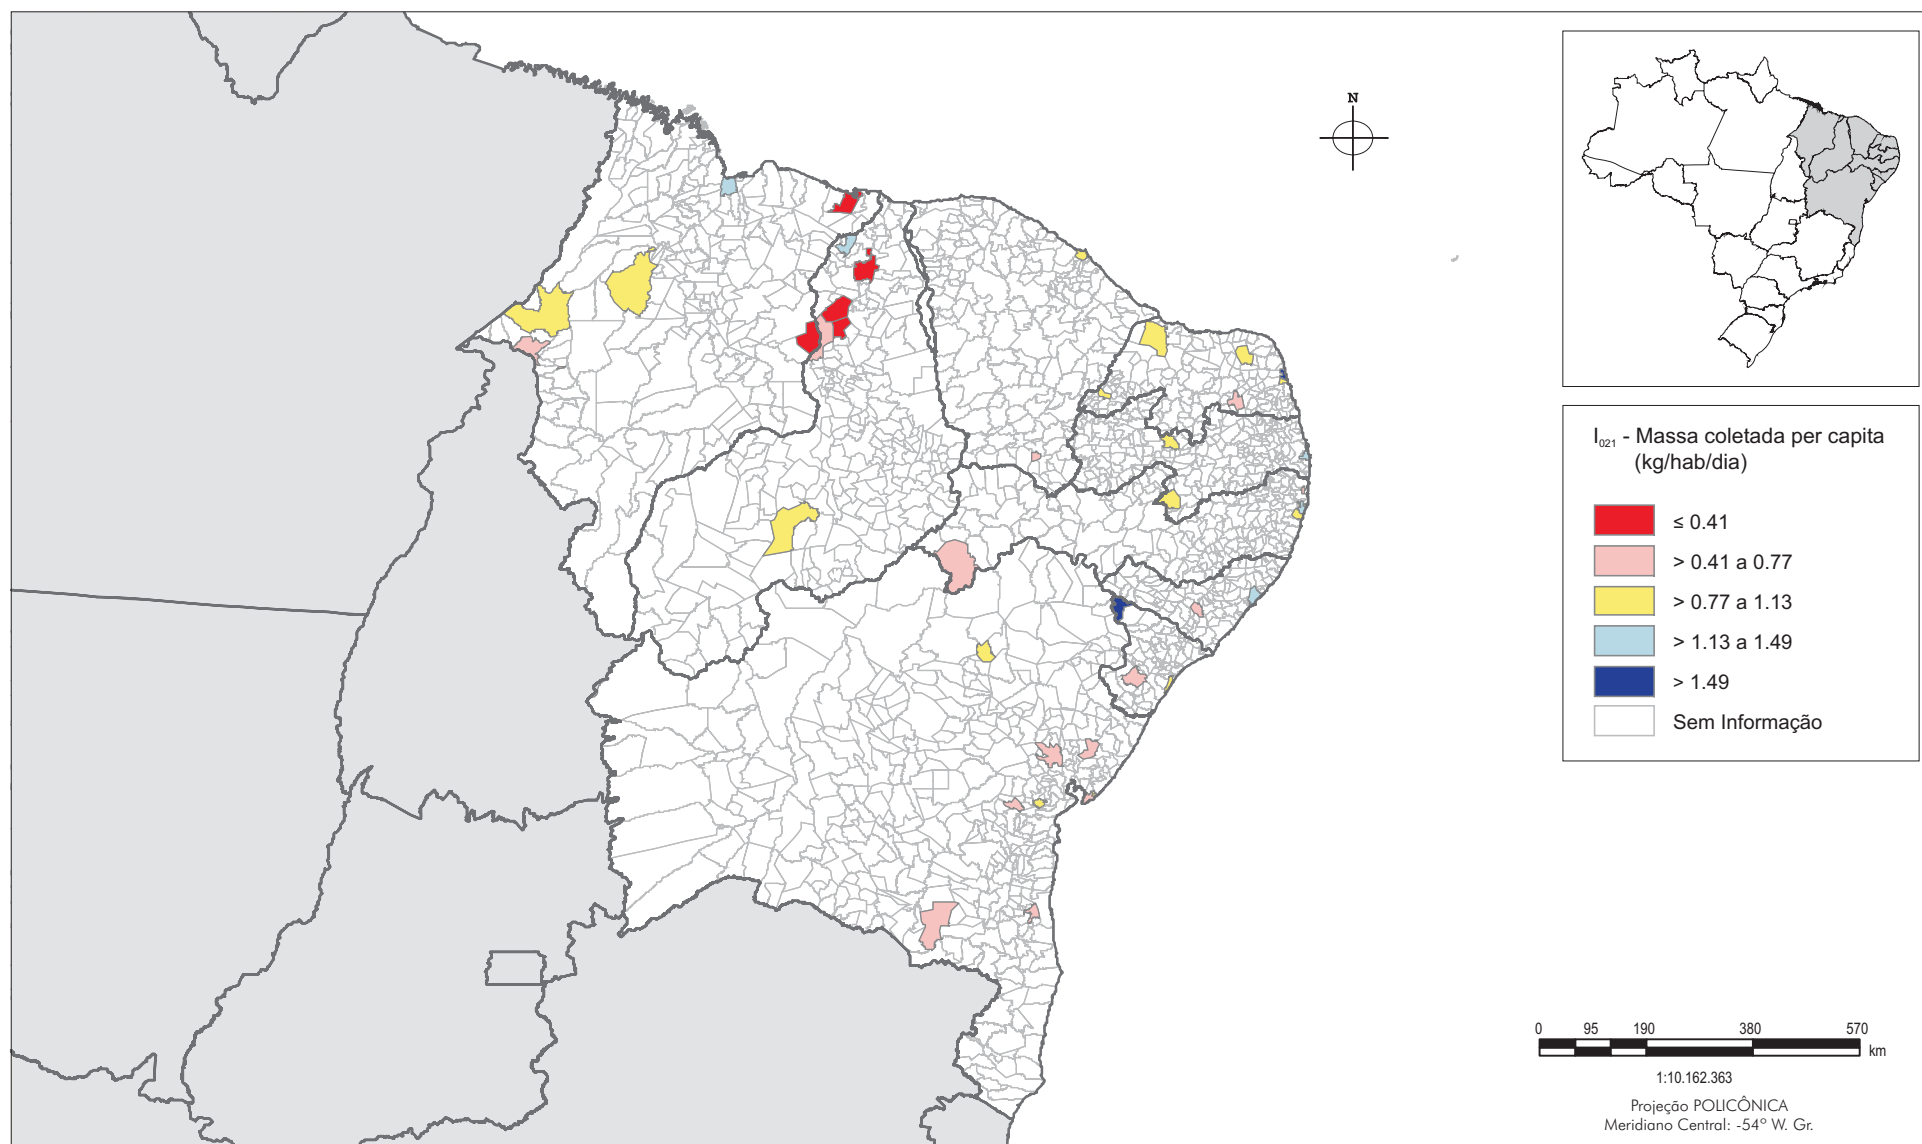 N
I021 - Massa coletada per capita
(kg/hab/dia)
≤ 0.41
> 0.41 a 0.77
> 0.77 a 1.13
> 1.13 a 1.49
> 1.49
Sem Informação
0 95 190 380 570
km
1:10.162.363
Projeção POLICÔNICA
Meridiano Central: -54º W. Gr.